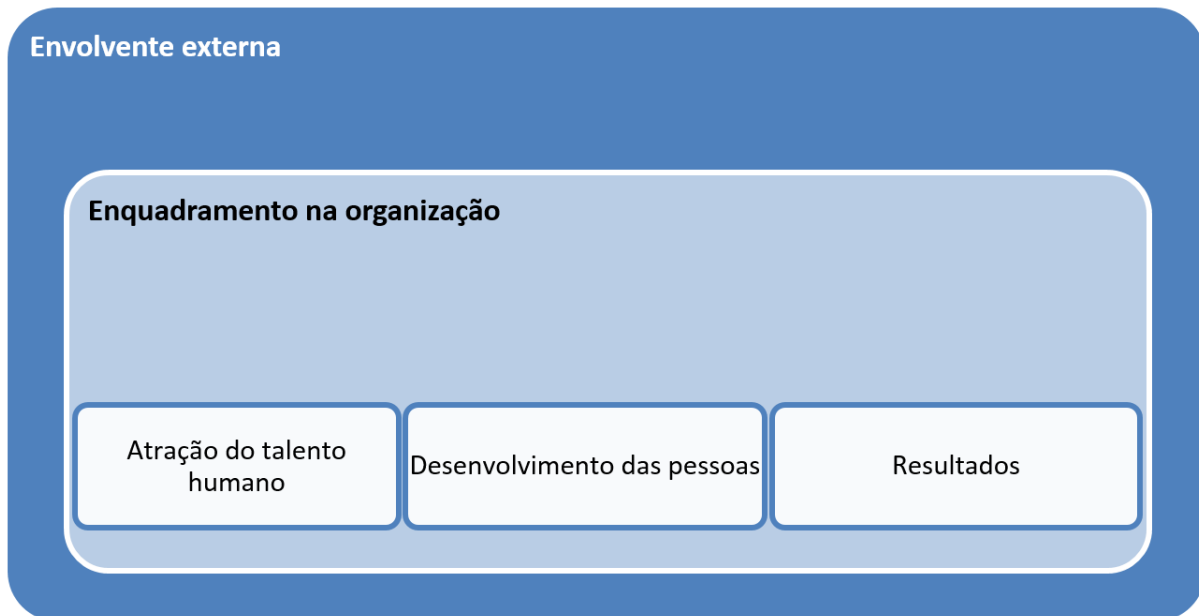 Envolvente externa
Enquadramento na organização
Atração do talento
humano
Desenvolvimento das pessoas
Resultados